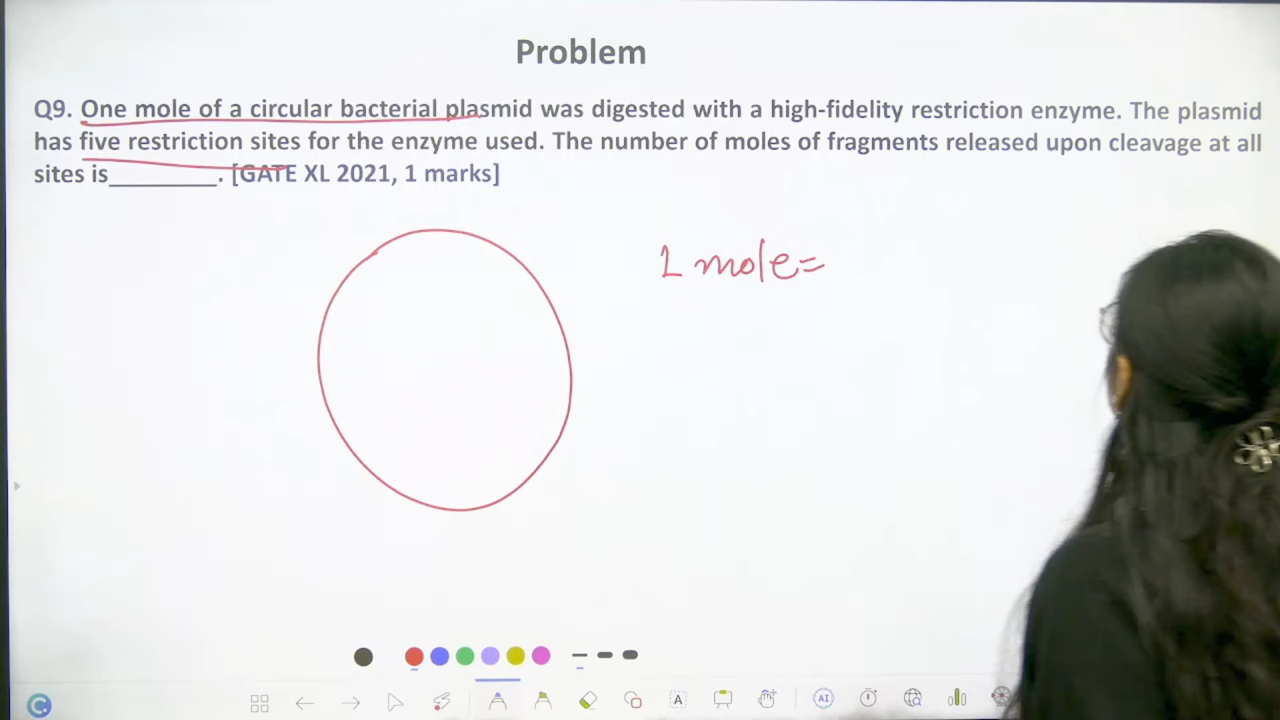 Problem
Q9. One mole of a circular bacterial plasmid was digested with a high-fidelity restriction enzyme. The plasmid
has five restriction sites for the enzyme used. The number of moles of fragments released upon cleavage at all
sites is_________. [GATE XL 2021, 1 marks]
1 mole=
A
AI